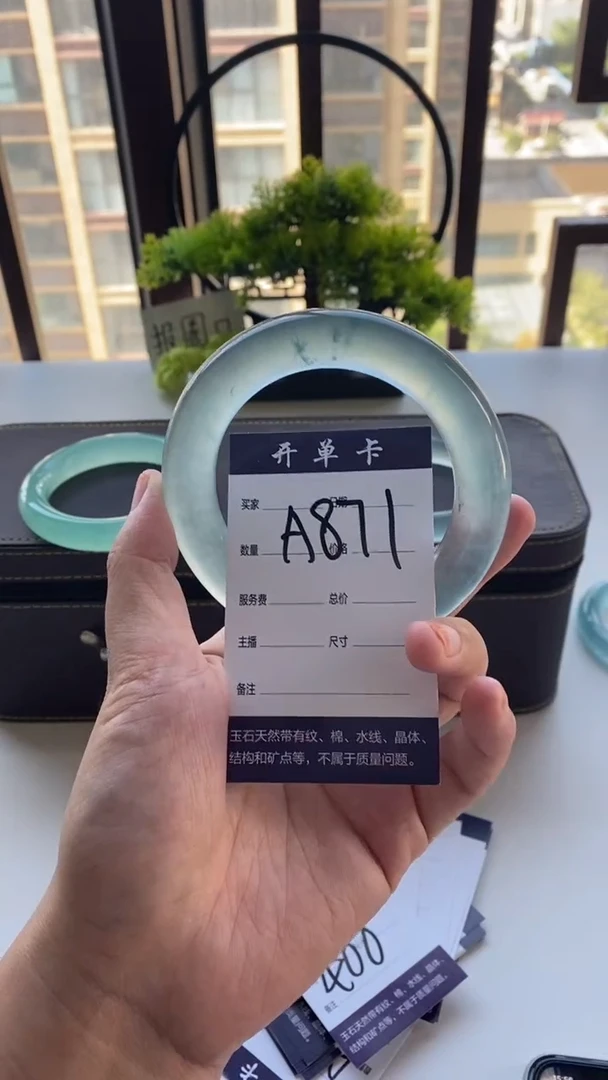 开单卡
买家
日期
A871
数量
价格
服务费
总价
主播
尺寸
备注
玉石天然带有纹、棉、水线、晶体、
结构和矿点等，不属于质量问题。
400
备注
玉石天然带有纹、棉、水线、晶体、
结构和矿点等，不属于质量问题。